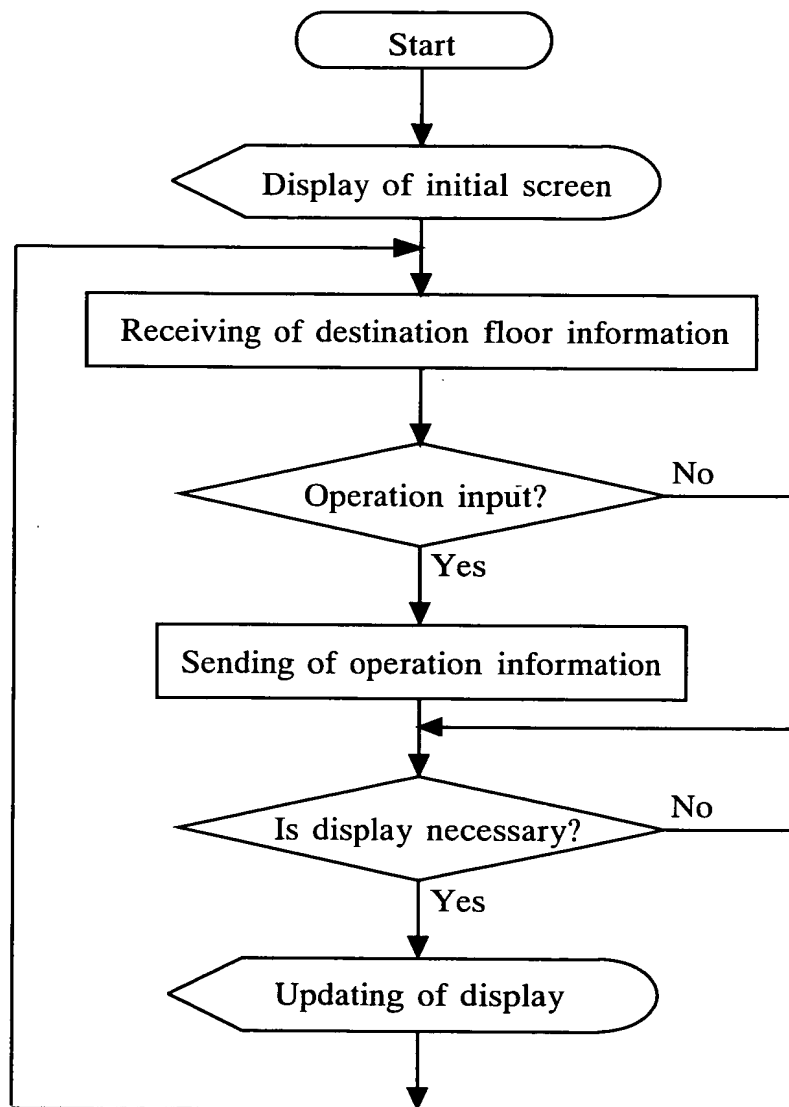 Start
Display of initial screen
Receiving of destination floor information
Operation input?
No
Yes
Sending of operation information
Is display necessary?
No
Yes
Updating of display